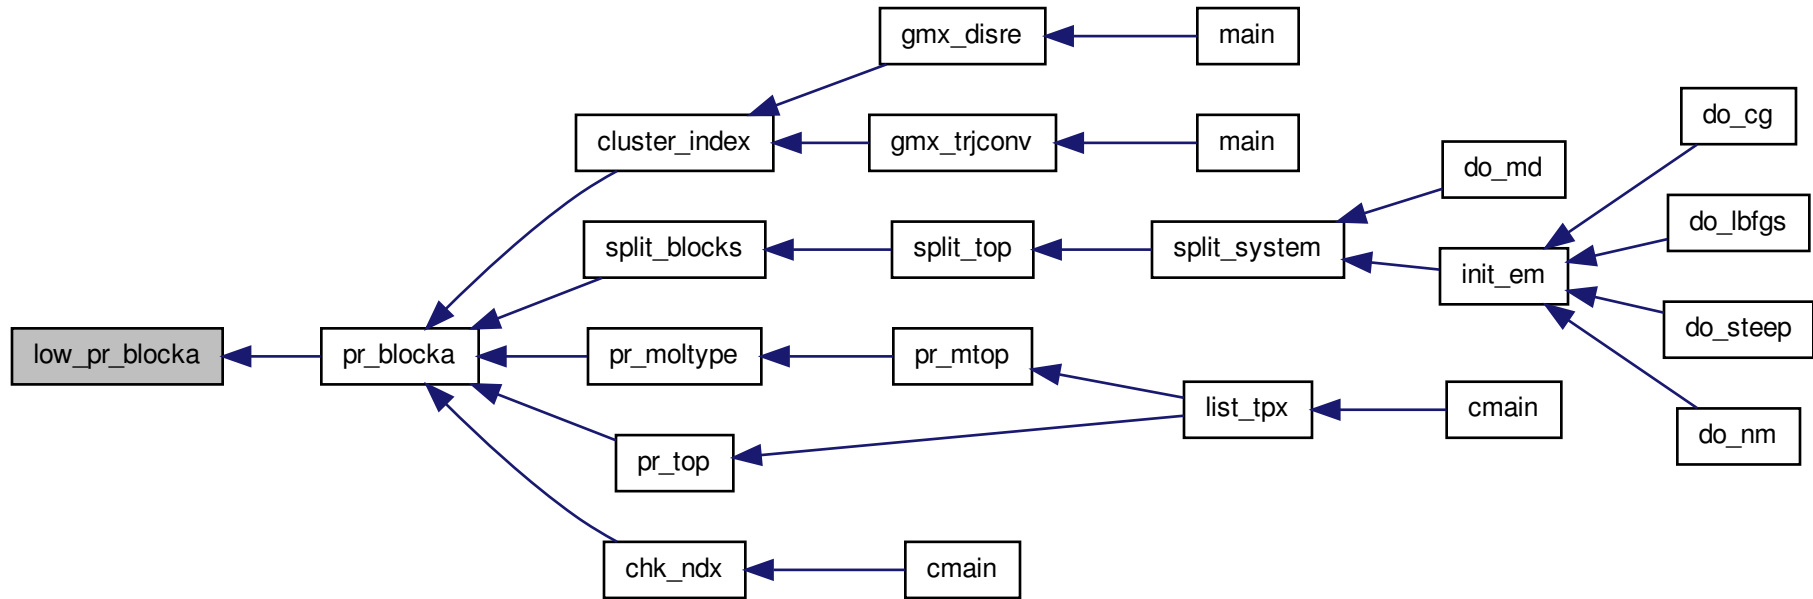 gmx_disre
main
do_cg
cluster_index
gmx_trjconv
main
do_md
do_lbfgs
split_blocks
split_top
split_system
init_em
do_steep
low_pr_blocka
pr_blocka
pr_moltype
pr_mtop
list_tpx
cmain
do_nm
pr_top
chk_ndx
cmain